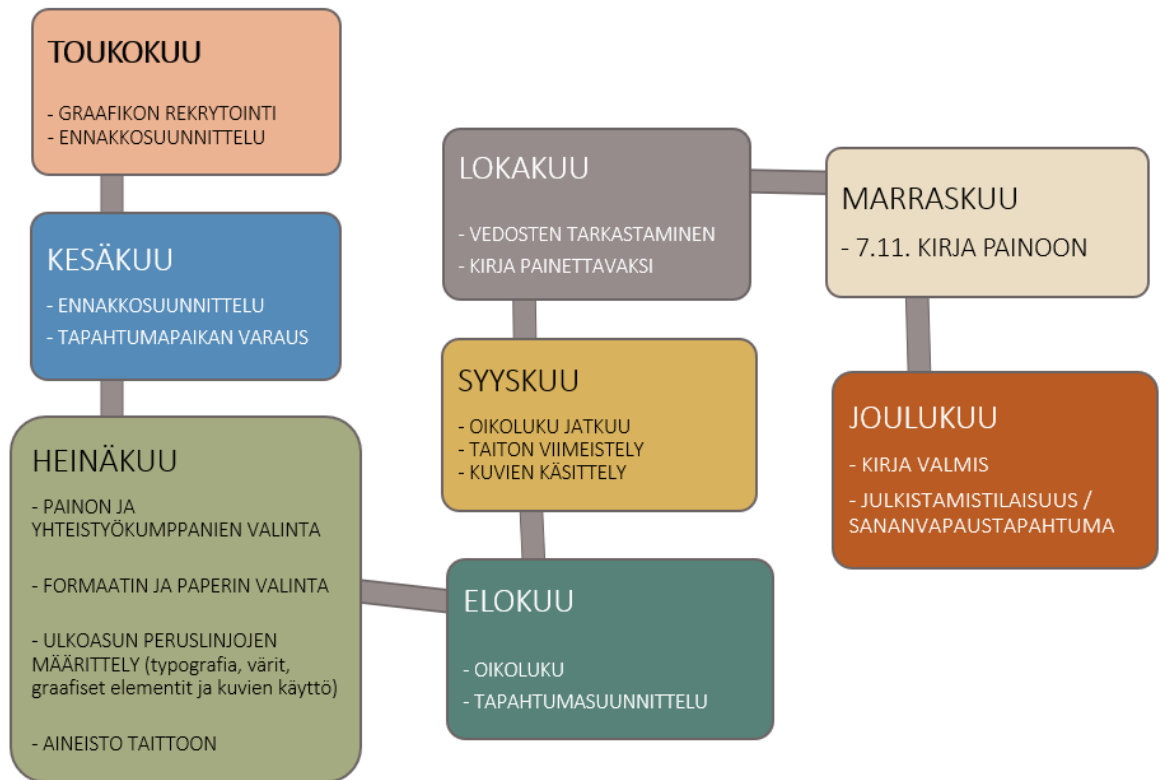 TOUKOKUU
- GRAAFIKON REKRYTOINTI
- ENNAKKOSUUNNITTELU
KESÄKUU
- ENNAKKOSUUNNITTELU
- TAPAHTUMAPAIKAN VARAUS
HEINÄKUU
- PAINON JA
YHTEISTYÖKUMPPANIEN VALINTA
- FORMAATIN JA PAPERIN VALINTA
- ULKOASUN PERUSLINJOJEN
MÄÄRITTELY (typografia, värit,
graafiset elementit ja kuvien käyttö)
- AINEISTO TAITTOON
ELOKUU
- OIKOLUKU
- TAPAHTUMASUUNNITTELU
SYYSKUU
- OIKOLUKU JATKUU
- TAITON VIIMEISTELY
- KUVIEN KÄSITTELY
LOKAKUU
- VEDOSTEN TARKASTAMINEN
- KIRJA PAINETTAVAKSI
MARRASKUU
- 7.11. KIRJA PAINOON
JOULUKUU
- KIRJA VALMIS
- JULKISTAMISTILAISUUS /
SANANVAPAUSTAPAHTUMA